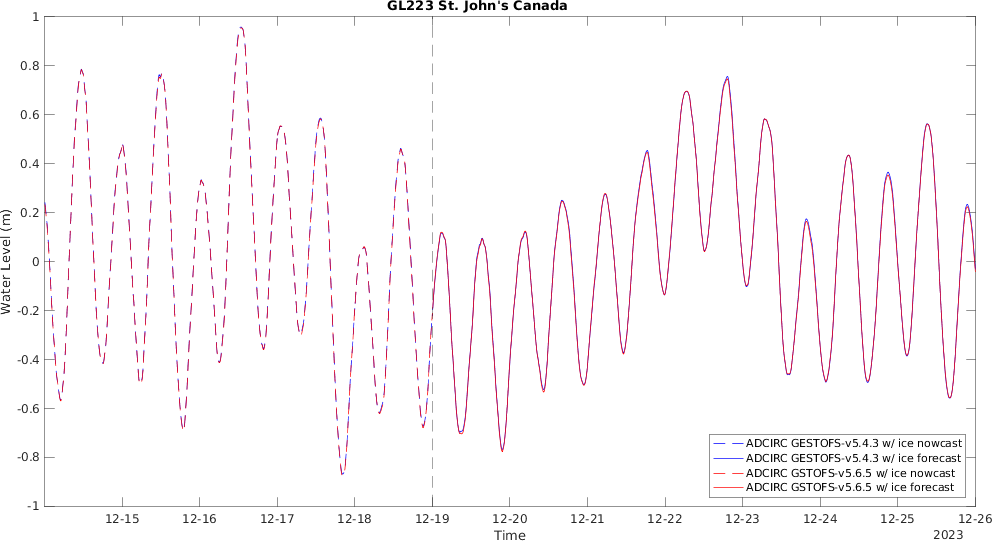 GL223 St. John's Canada
Water Level (m)
1
0.8
0.6
0.4
0.2
0
-0.2
-0.4
-0.6
-0.8
-1
ADCIRC GESTOFS-v5.4.3 w/ ice nowcast
ADCIRC GESTOFS-v5.4.3 w/ ice forecast
ADCIRC GSTOFS-v5.6.5 w/ ice nowcast
ADCIRC GSTOFS-v5.6.5 w/ ice forecast
12-15 12-16 12-17 12-18 12-19 12-20 12-21 12-22 12-23 12-24 12-25 12-26
Time
2023